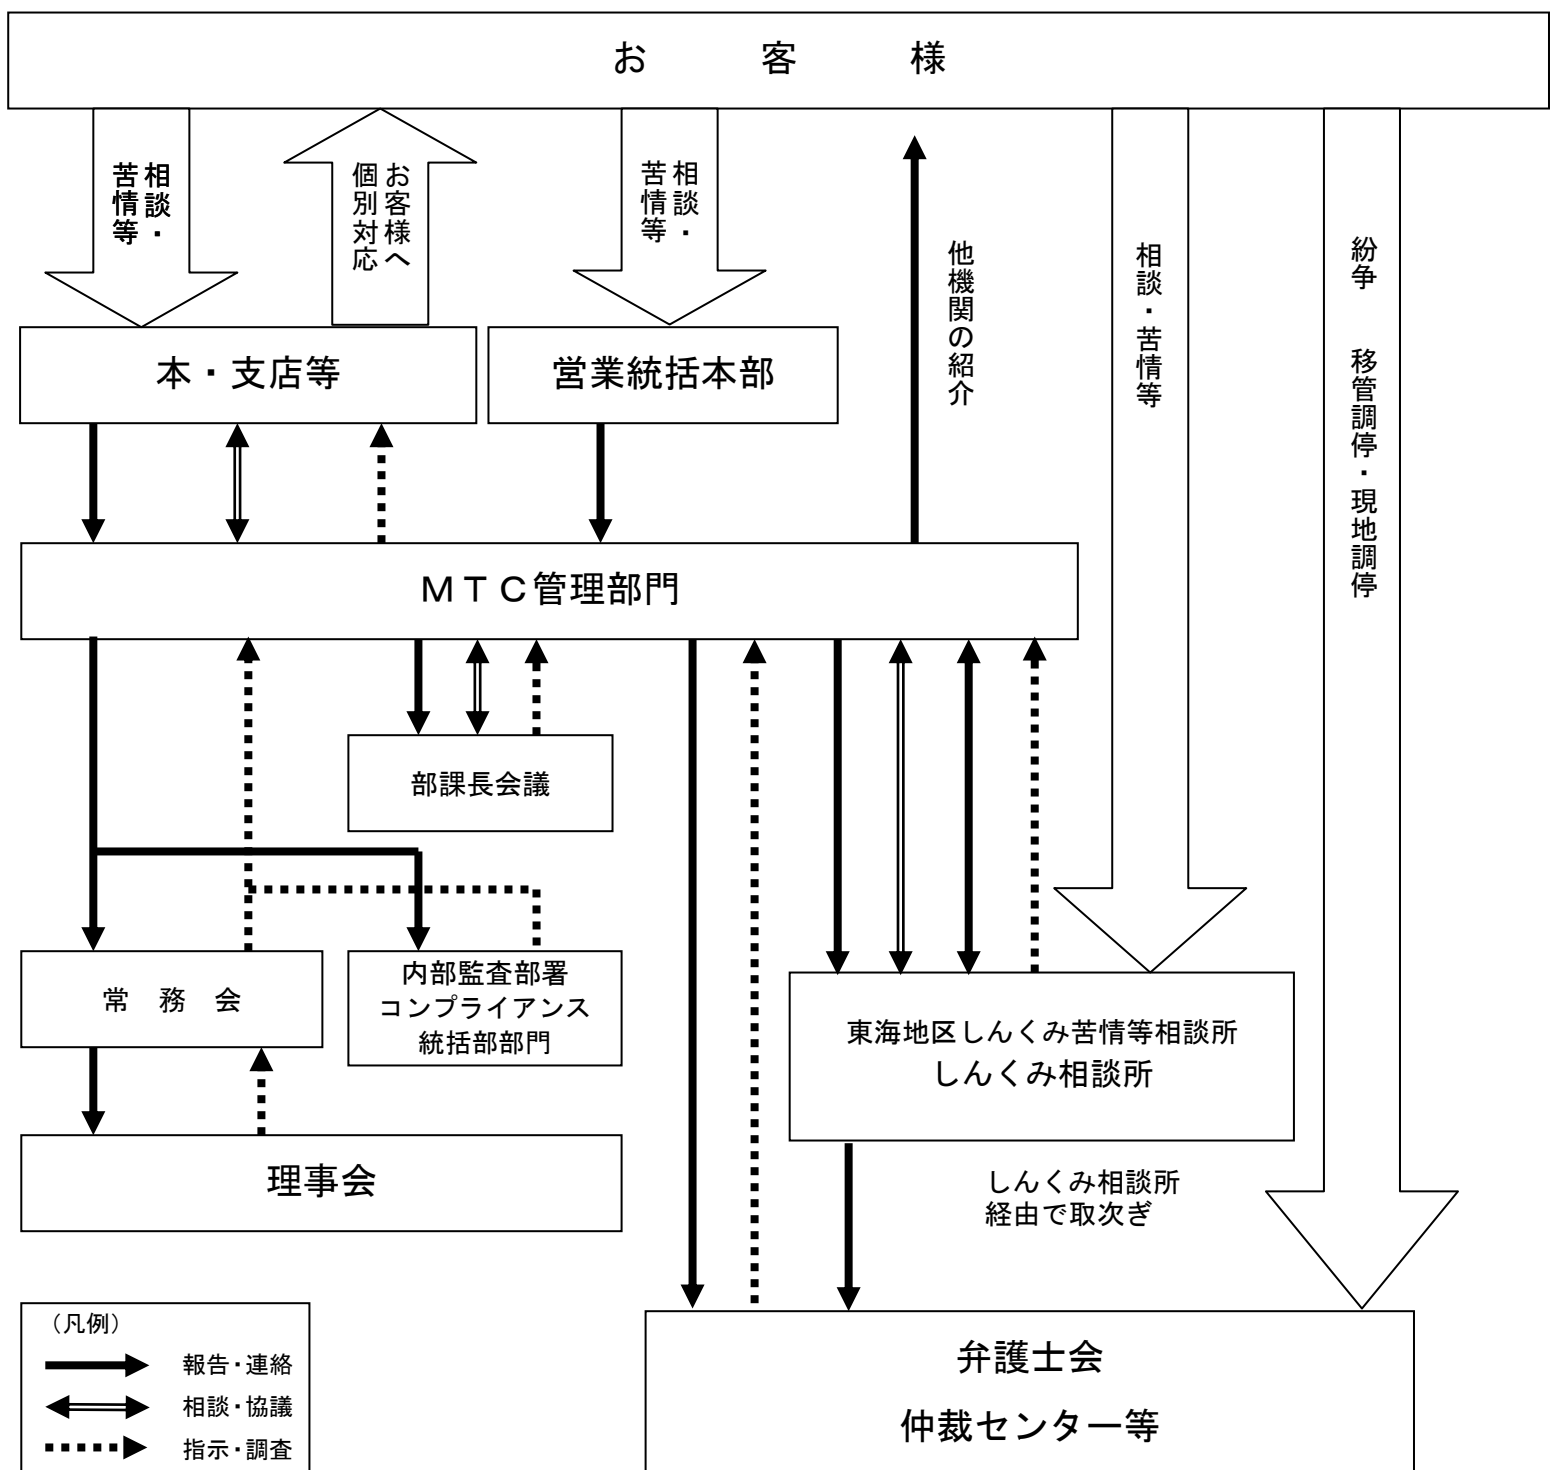 お 客 様
相談・
苦情等
お客様へ
個別対応
相談・
苦情等
他機関の紹介
相談・苦情等
紛争 移管調停・現地調停
本・支店等
営業統括本部
ＭＴＣ管理部門
部課長会議
常 務 会
内部監査部署
コンプライアンス
統括部部門
東海地区しんくみ苦情等相談所
しんくみ相談所
理事会
しんくみ相談所
経由で取次ぎ
弁護士会
仲裁センター等
（凡例）
報告・連絡
相談・協議
指示・調査